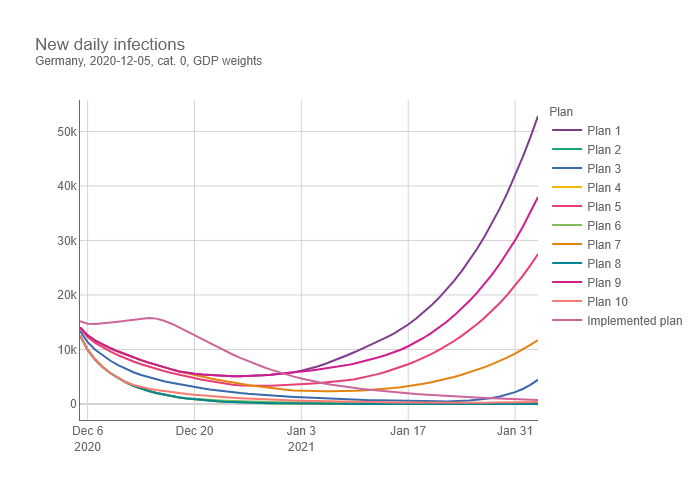 New daily infections
Germany, 2020-12-05, cat. 0, GDP weights
50k
40k
30k
20k
10k
0
Dec 6
2020
Dec 20
Jan 3
2021
Jan 17
Jan 31
Plan
Plan 1
Plan 2
Plan 3
Plan 4
Plan 5
Plan 6
Plan 7
Plan 8
Plan 9
Plan 10
Implemented plan